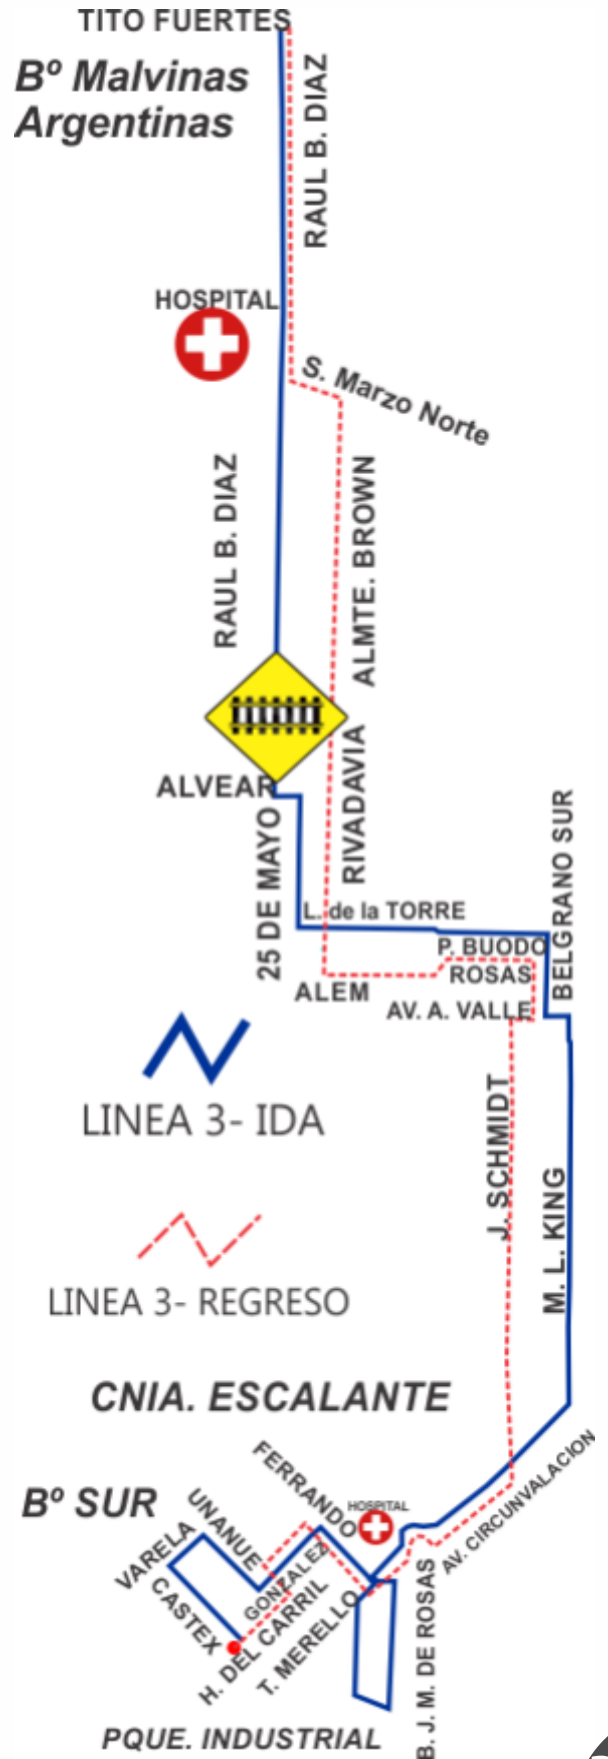 TITO FUERTES
Bº Malvinas
Argentinas
RAUL B. DIAZ
HOSPITAL
S. Marzo Norte
RAUL B. DIAZ
ALMTE. BROWN
ALVEAR
RIVADAVIA
25 DE MAYO
BELGRANO SUR
L. de la TORRE
P. BUODO
ROSAS
ALEM
AV. A. VALLE
LINEA 3- IDA
J. SCHMIDT
M. L. KING
LINEA 3- REGRESO
CNIA. ESCALANTE
Bº SUR
FERRANDO
HOSPITAL
UNANUE
AV. CIRCUNVALACION
VARELA
GONZALEZ
CASTEX
H. DEL CARRIL
T. MERELLO
B. J. M. DE ROSAS
PQUE. INDUSTRIAL